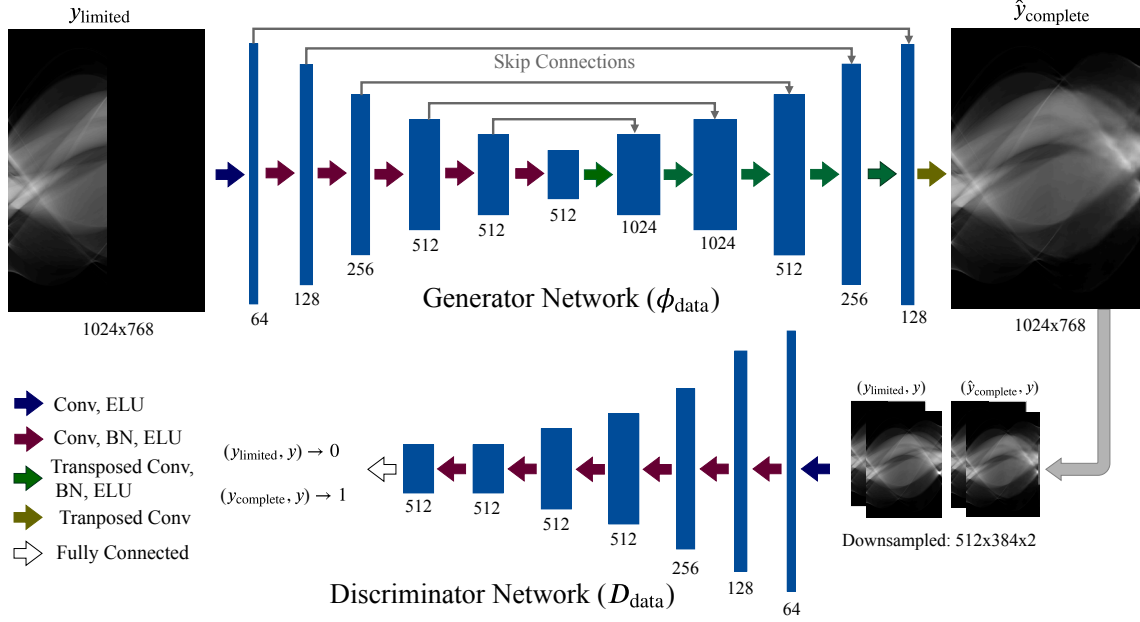 y_limited
ŷ_complete
Skip Connections
64
128
256
512
512
512
1024
1024
512
256
128
Generator Network (ϕ_data)
1024x768
1024x768
Conv, ELU
Conv, BN, ELU
Transposed Conv,
BN, ELU
Tranposed Conv
Fully Connected
(y_limited, y) → 0
(y_complete, y) → 1
512
512
512
512
256
128
64
(y_limited, y)
(ŷ_complete, y)
Downsampled: 512x384x2
Discriminator Network (D_data)